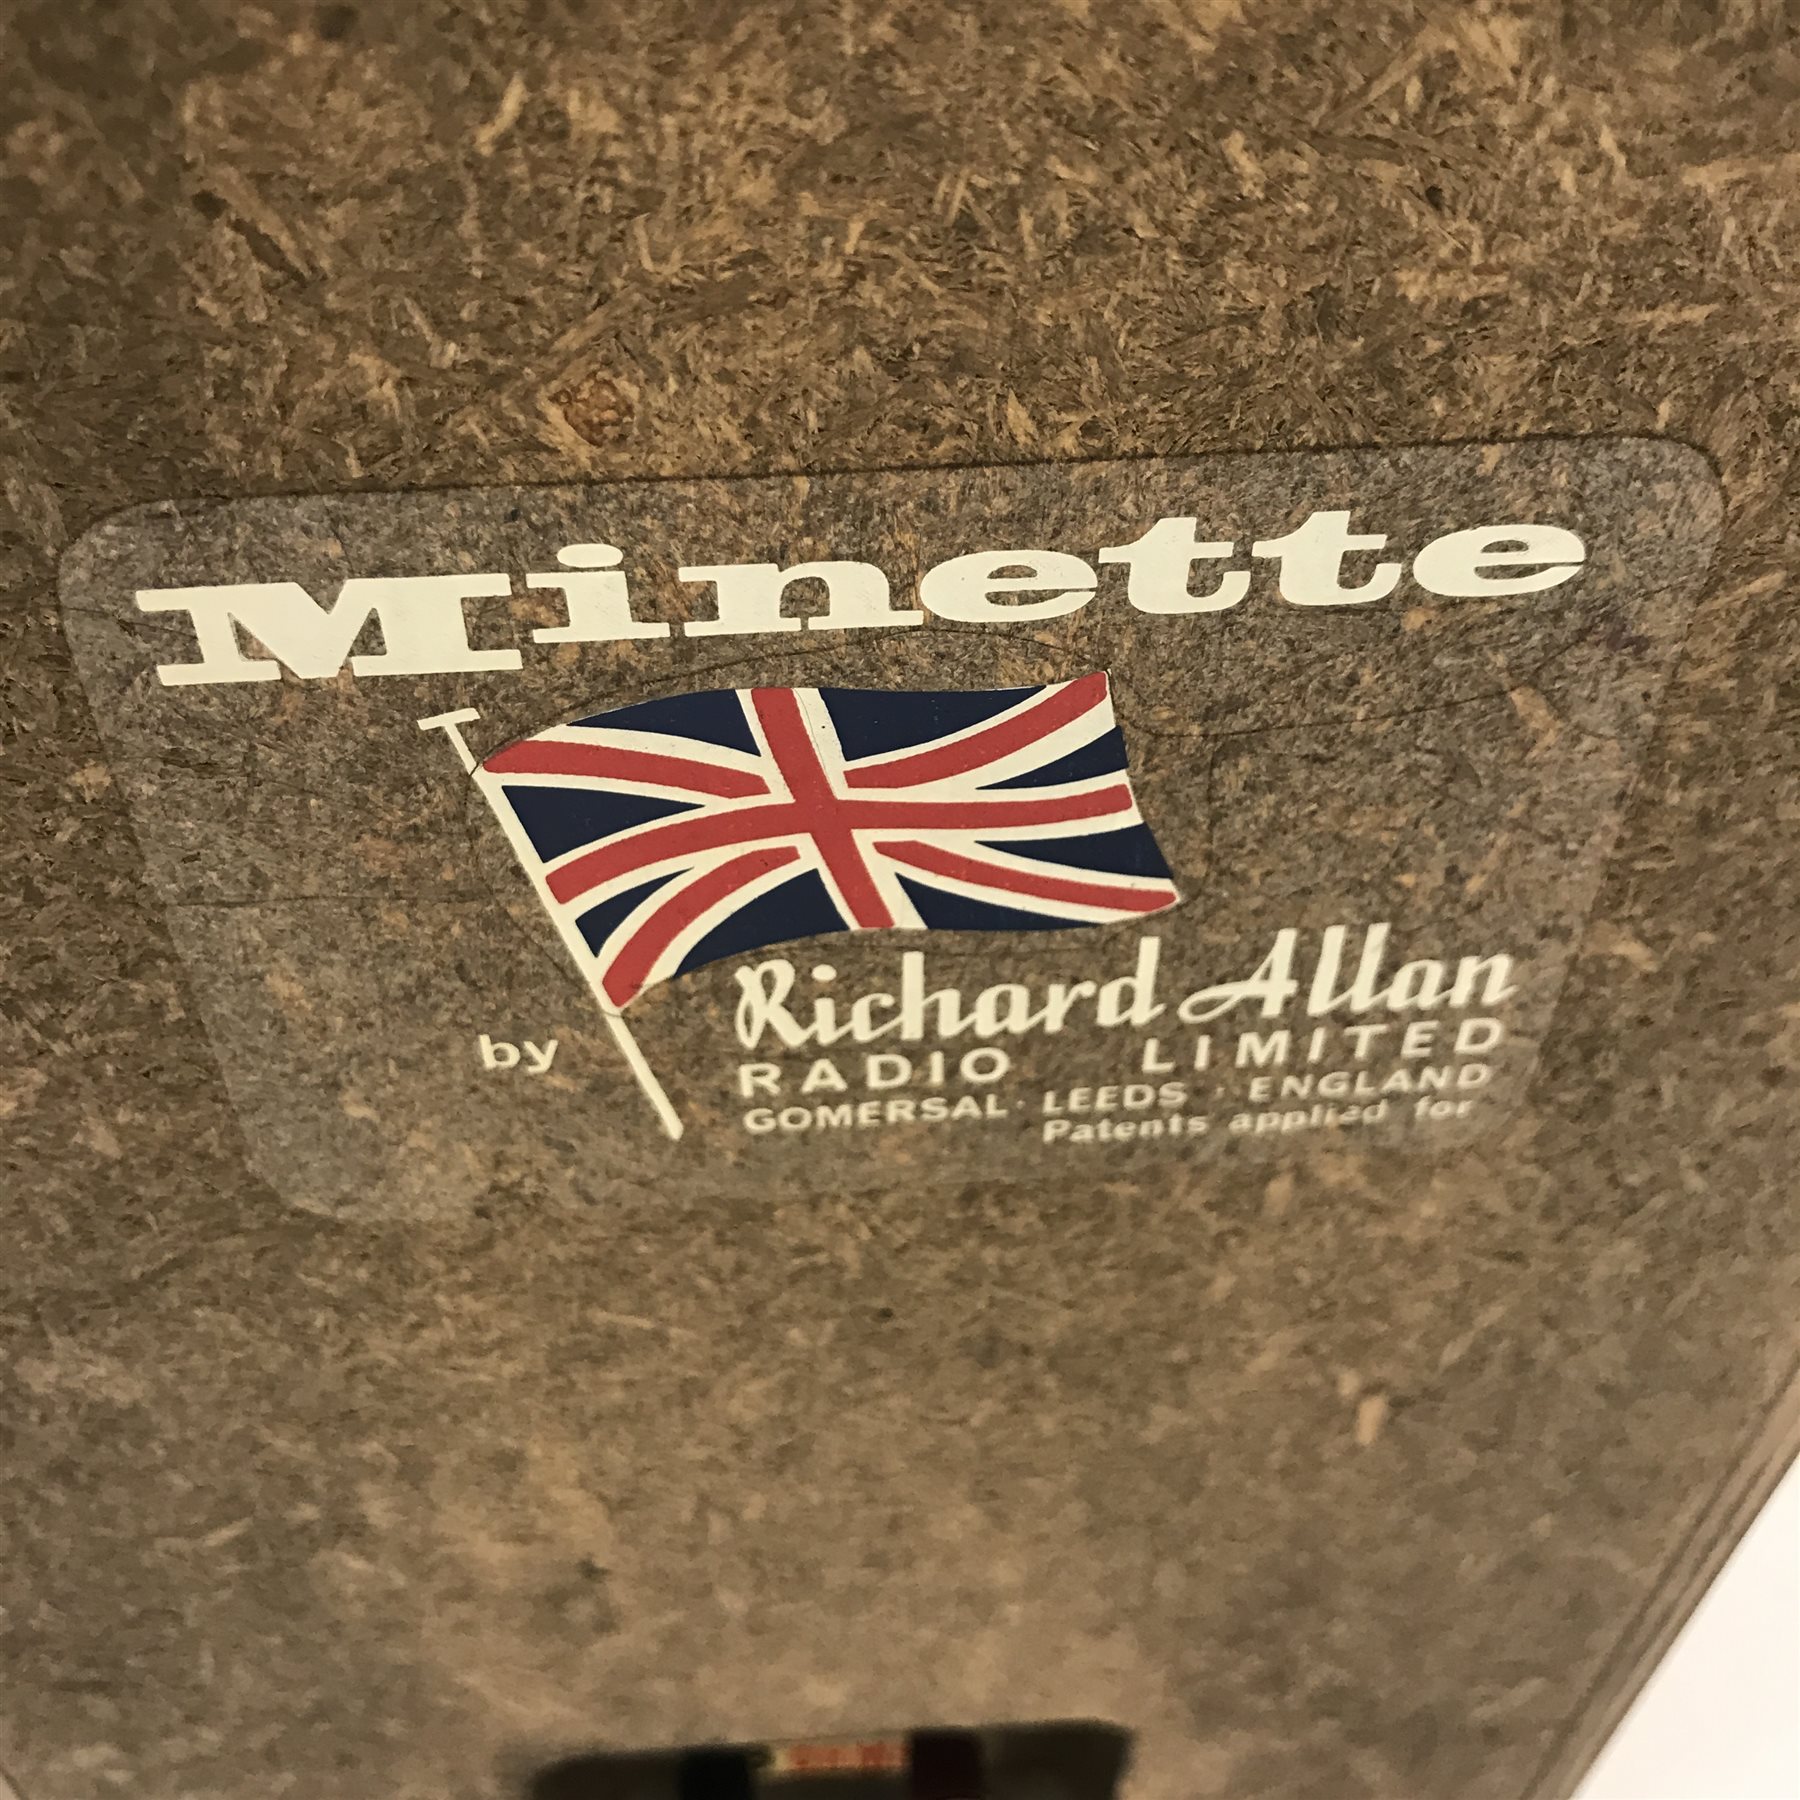 Minette
by Richard Allan
RADIO LIMITED
GOMERSAL · LEEDS · ENGLAND
Patents applied for